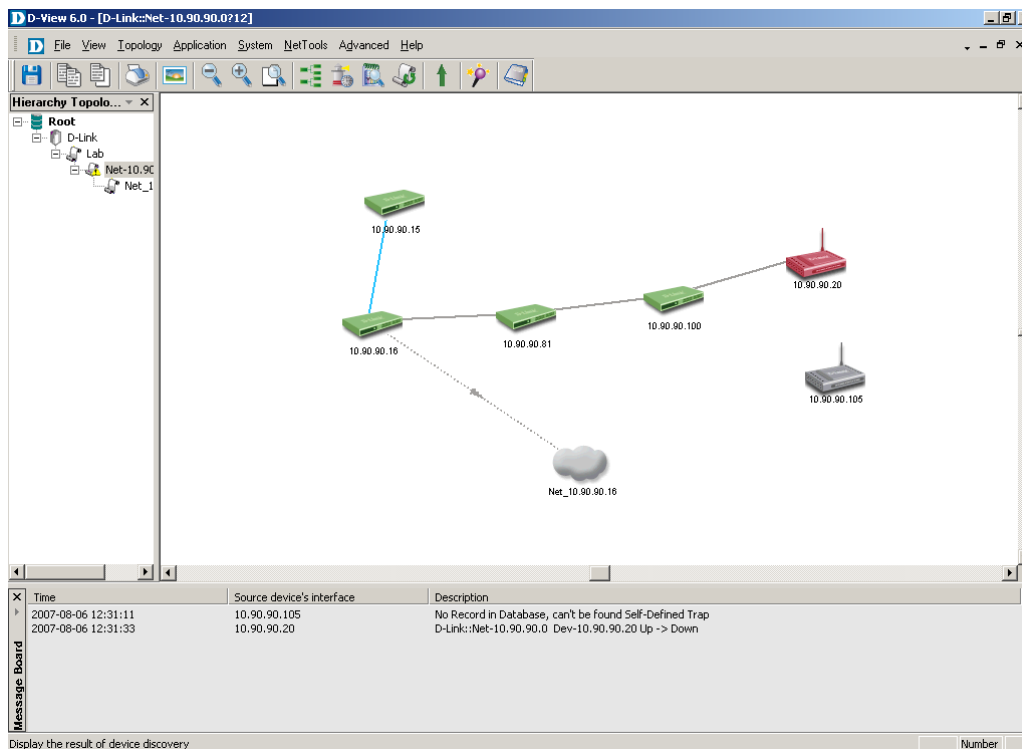 D-View 6.0 - [D-Link::Net-10.90.90.0?12]
File View Topology Application System NetTools Advanced Help
Hierarchy Topolo...
Root
D-Link
Lab
Net-10.90
Net_1
10.90.90.15
10.90.90.20
10.90.90.100
10.90.90.81
10.90.90.16
10.90.90.105
Net_10.90.90.16
Time Source device's interface Description
2007-08-06 12:31:11 10.90.90.105 No Record in Database, can't be found Self-Defined Trap
2007-08-06 12:31:33 10.90.90.20 D-Link::Net-10.90.90.0 Dev-10.90.90.20 Up -> Down
Message Board
Display the result of device discovery Number